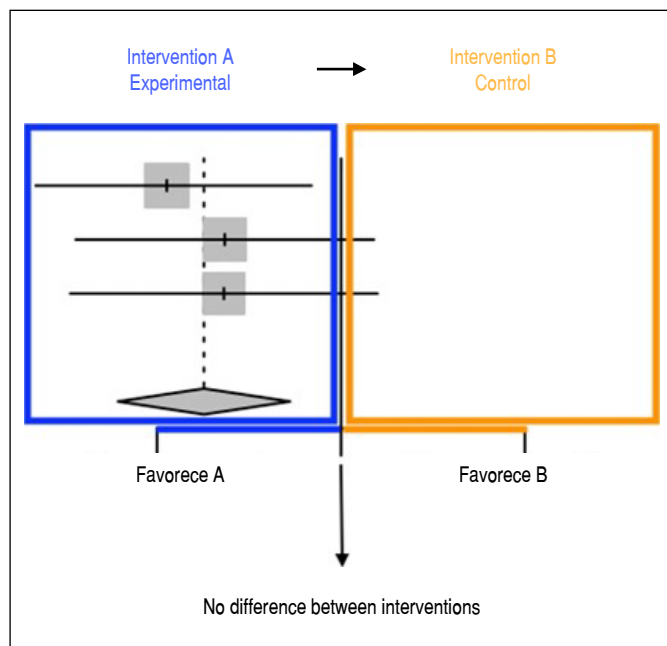 Intervention A
Experimental
Intervention B
Control
Favorece A
Favorece B
No difference between interventions